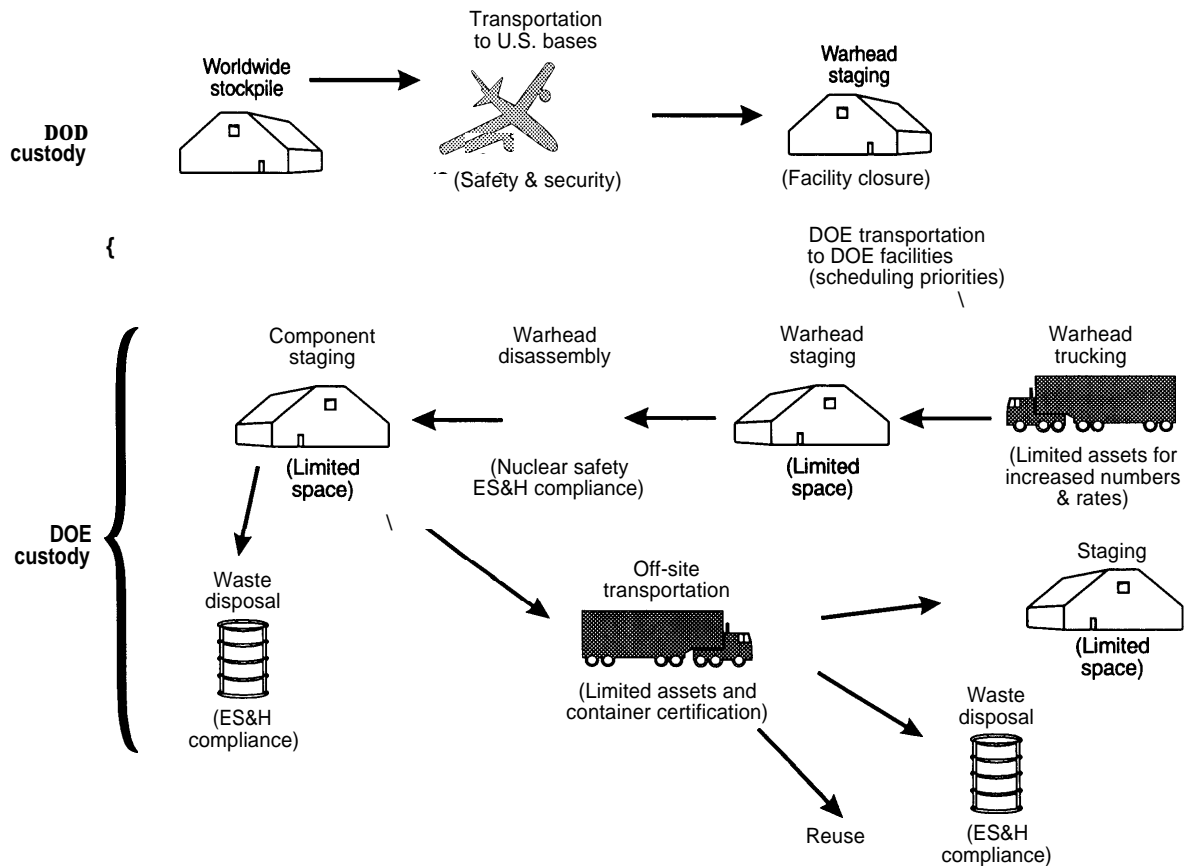 Transportation
to U.S. bases
Worldwide
stockpile
Warhead
staging
DOD
custody
(Safety & security)
(Facility closure)
{
DOE transportation
to DOE facilities
(scheduling priorities)
\
Component
staging
Warhead
disassembly
Warhead
staging
Warhead
trucking
(Limited
space)
(Nuclear safety
ES&H compliance)
(Limited
space)
(Limited assets for
increased numbers
& rates)
\
DOE
custody
Waste
disposal
Off-site
transportation
Staging
(Limited
space)
(ES&H
compliance)
(Limited assets and
container certification)
Waste
disposal
Reuse
(ES&H
compliance)